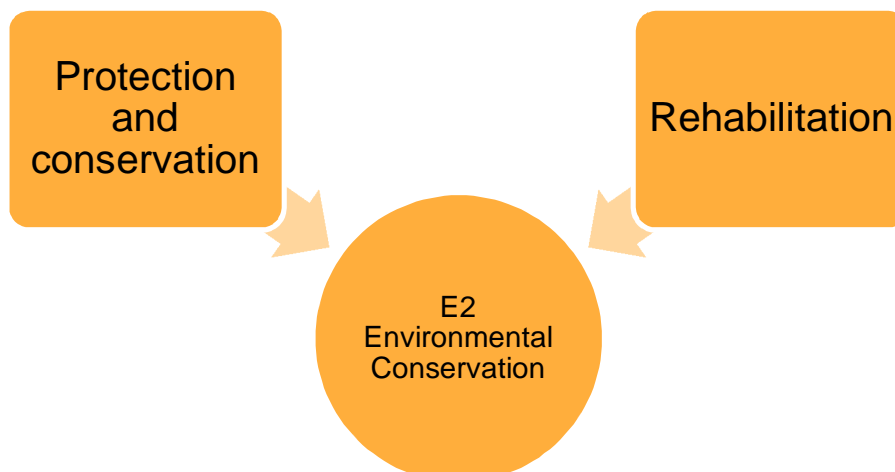 Protection
and
conservation
Rehabilitation
E2
Environmental
Conservation